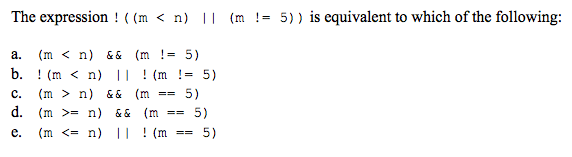 The expression ! ( (m < n) || (m != 5) ) is equivalent to which of the following:
a. (m < n) && (m != 5)
b. ! (m < n) || ! (m != 5)
c. (m > n) && (m == 5)
d. (m >= n) && (m == 5)
e. (m <= n) || ! (m == 5)